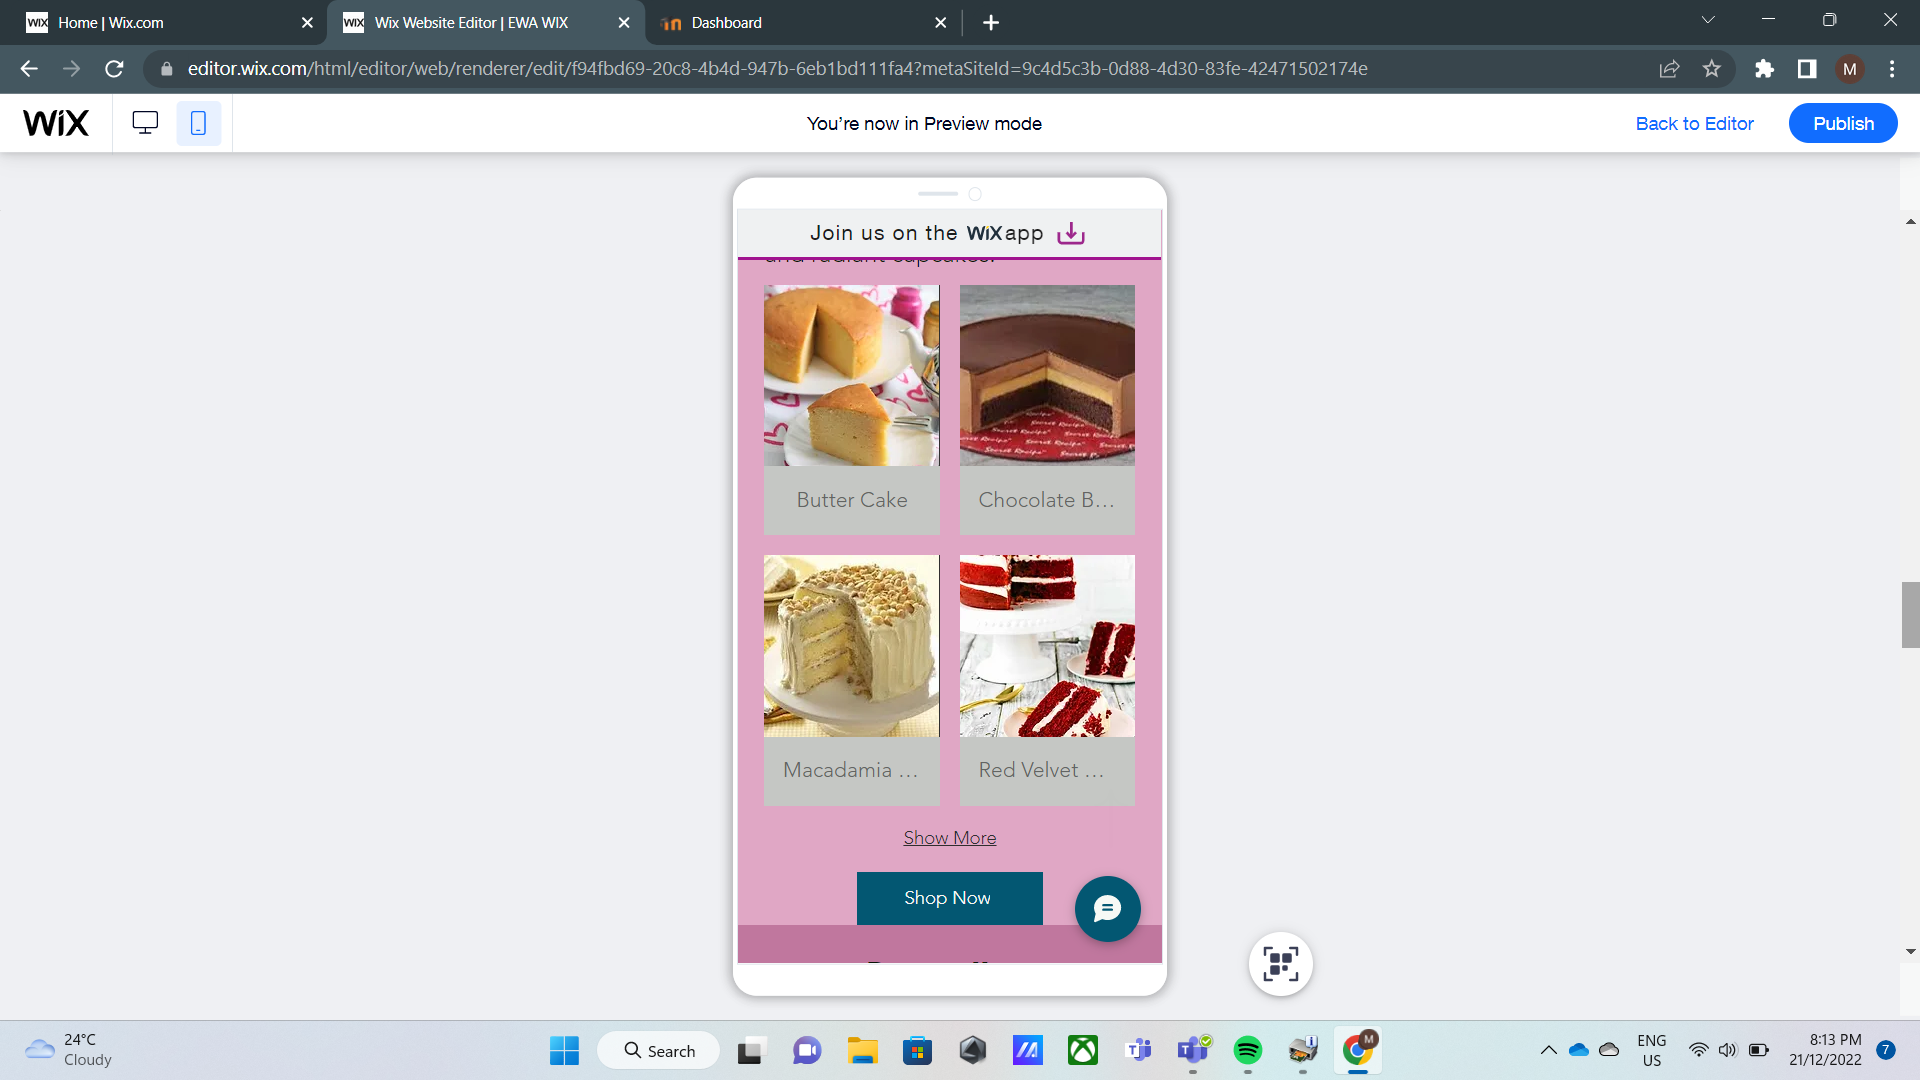 Home | Wix.com
Wix Website Editor | EWA WIX
Dashboard
editor.wix.com/html/editor/web/renderer/edit/f94fbd69-20c8-4b4d-947b-6eb1bd111fa4?metaSiteId=9c4d5c3b-0d88-4d30-83fe-42471502174e
M
WiX
You're now in Preview mode
Back to Editor
Publish
Join us on the WiX app
and radiant cupcakes.
Butter Cake
Chocolate B...
Macadamia ...
Red Velvet ...
Show More
Shop Now
24°C
Cloudy
Search
ENG
US
8:13 PM
21/12/2022
7